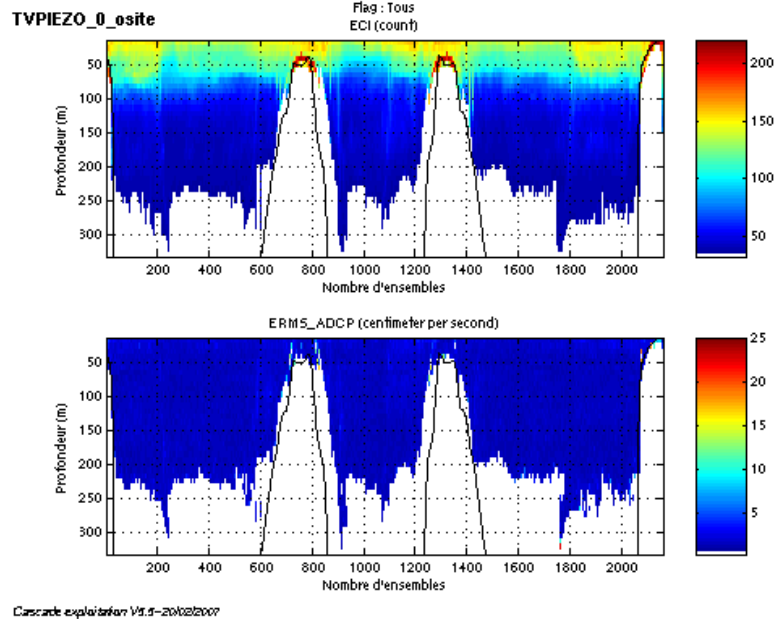 TVPIEZO_0_osite
Flag : Tous
ECI (count)
50
100
150
200
250
300
Profondeur (m)
200 400 600 800 1000 1200 1400 1600 1800 2000
Nombre d'ensembles
200
150
100
50
ERMS_ADCP (centimeter per second)
50
100
150
200
250
300
Profondeur (m)
200 400 600 800 1000 1200 1400 1600 1800 2000
Nombre d'ensembles
25
20
15
10
5
Cascade exploitation V5.5-20/02/2007